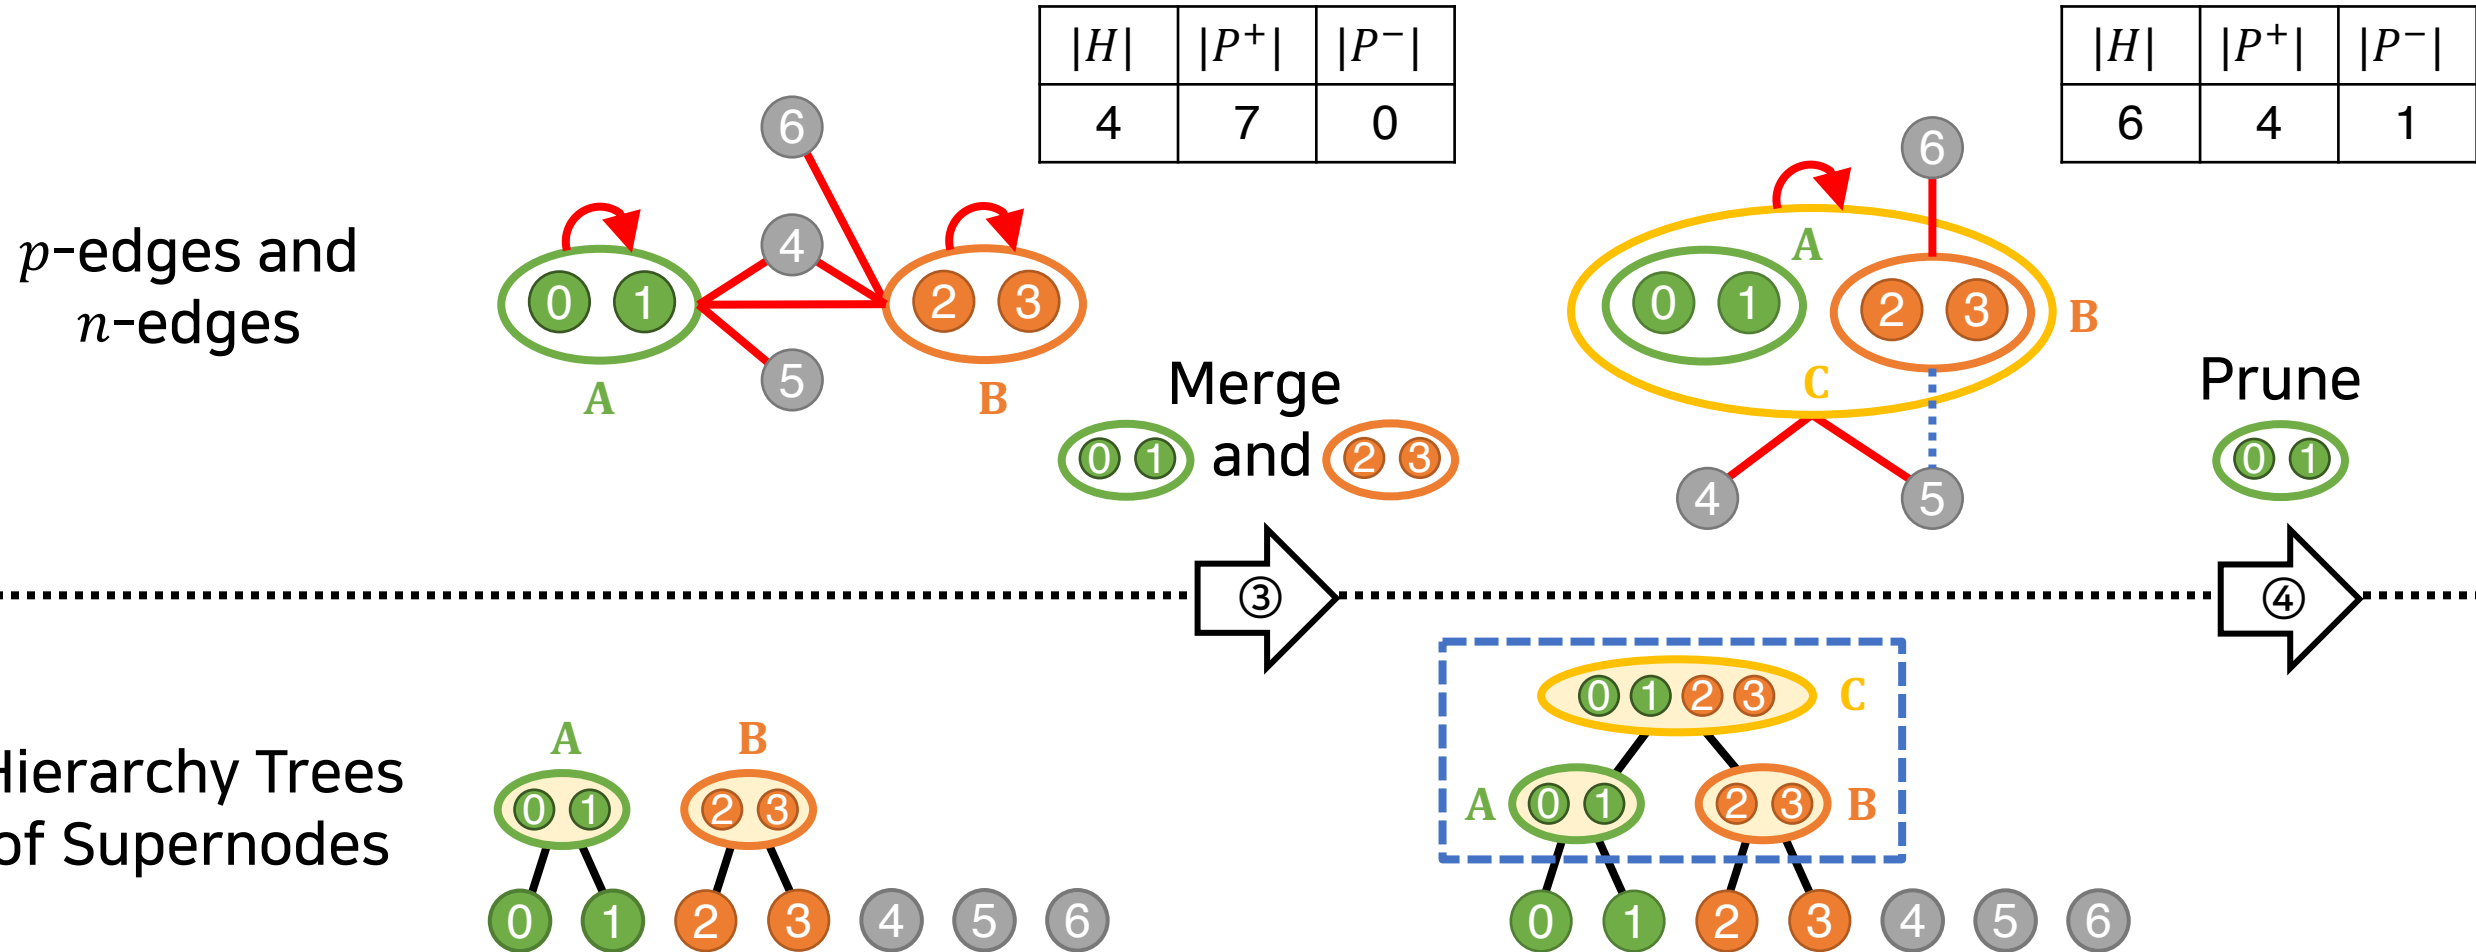 |H| |P⁺| |P⁻|
4 7 0
|H| |P⁺| |P⁻|
6 4 1
p-edges and
n-edges
6
4
0 1
2 3
5
A
B
Merge
0 1 and 2 3
6
A
0 1
2 3
B
C
4
5
Prune
0 1
③
④
Hierarchy Trees
of Supernodes
A
B
0 1
2 3
0 1 2 3 4 5 6
0 1 2 3 C
A 0 1
2 3 B
0 1 2 3 4 5 6